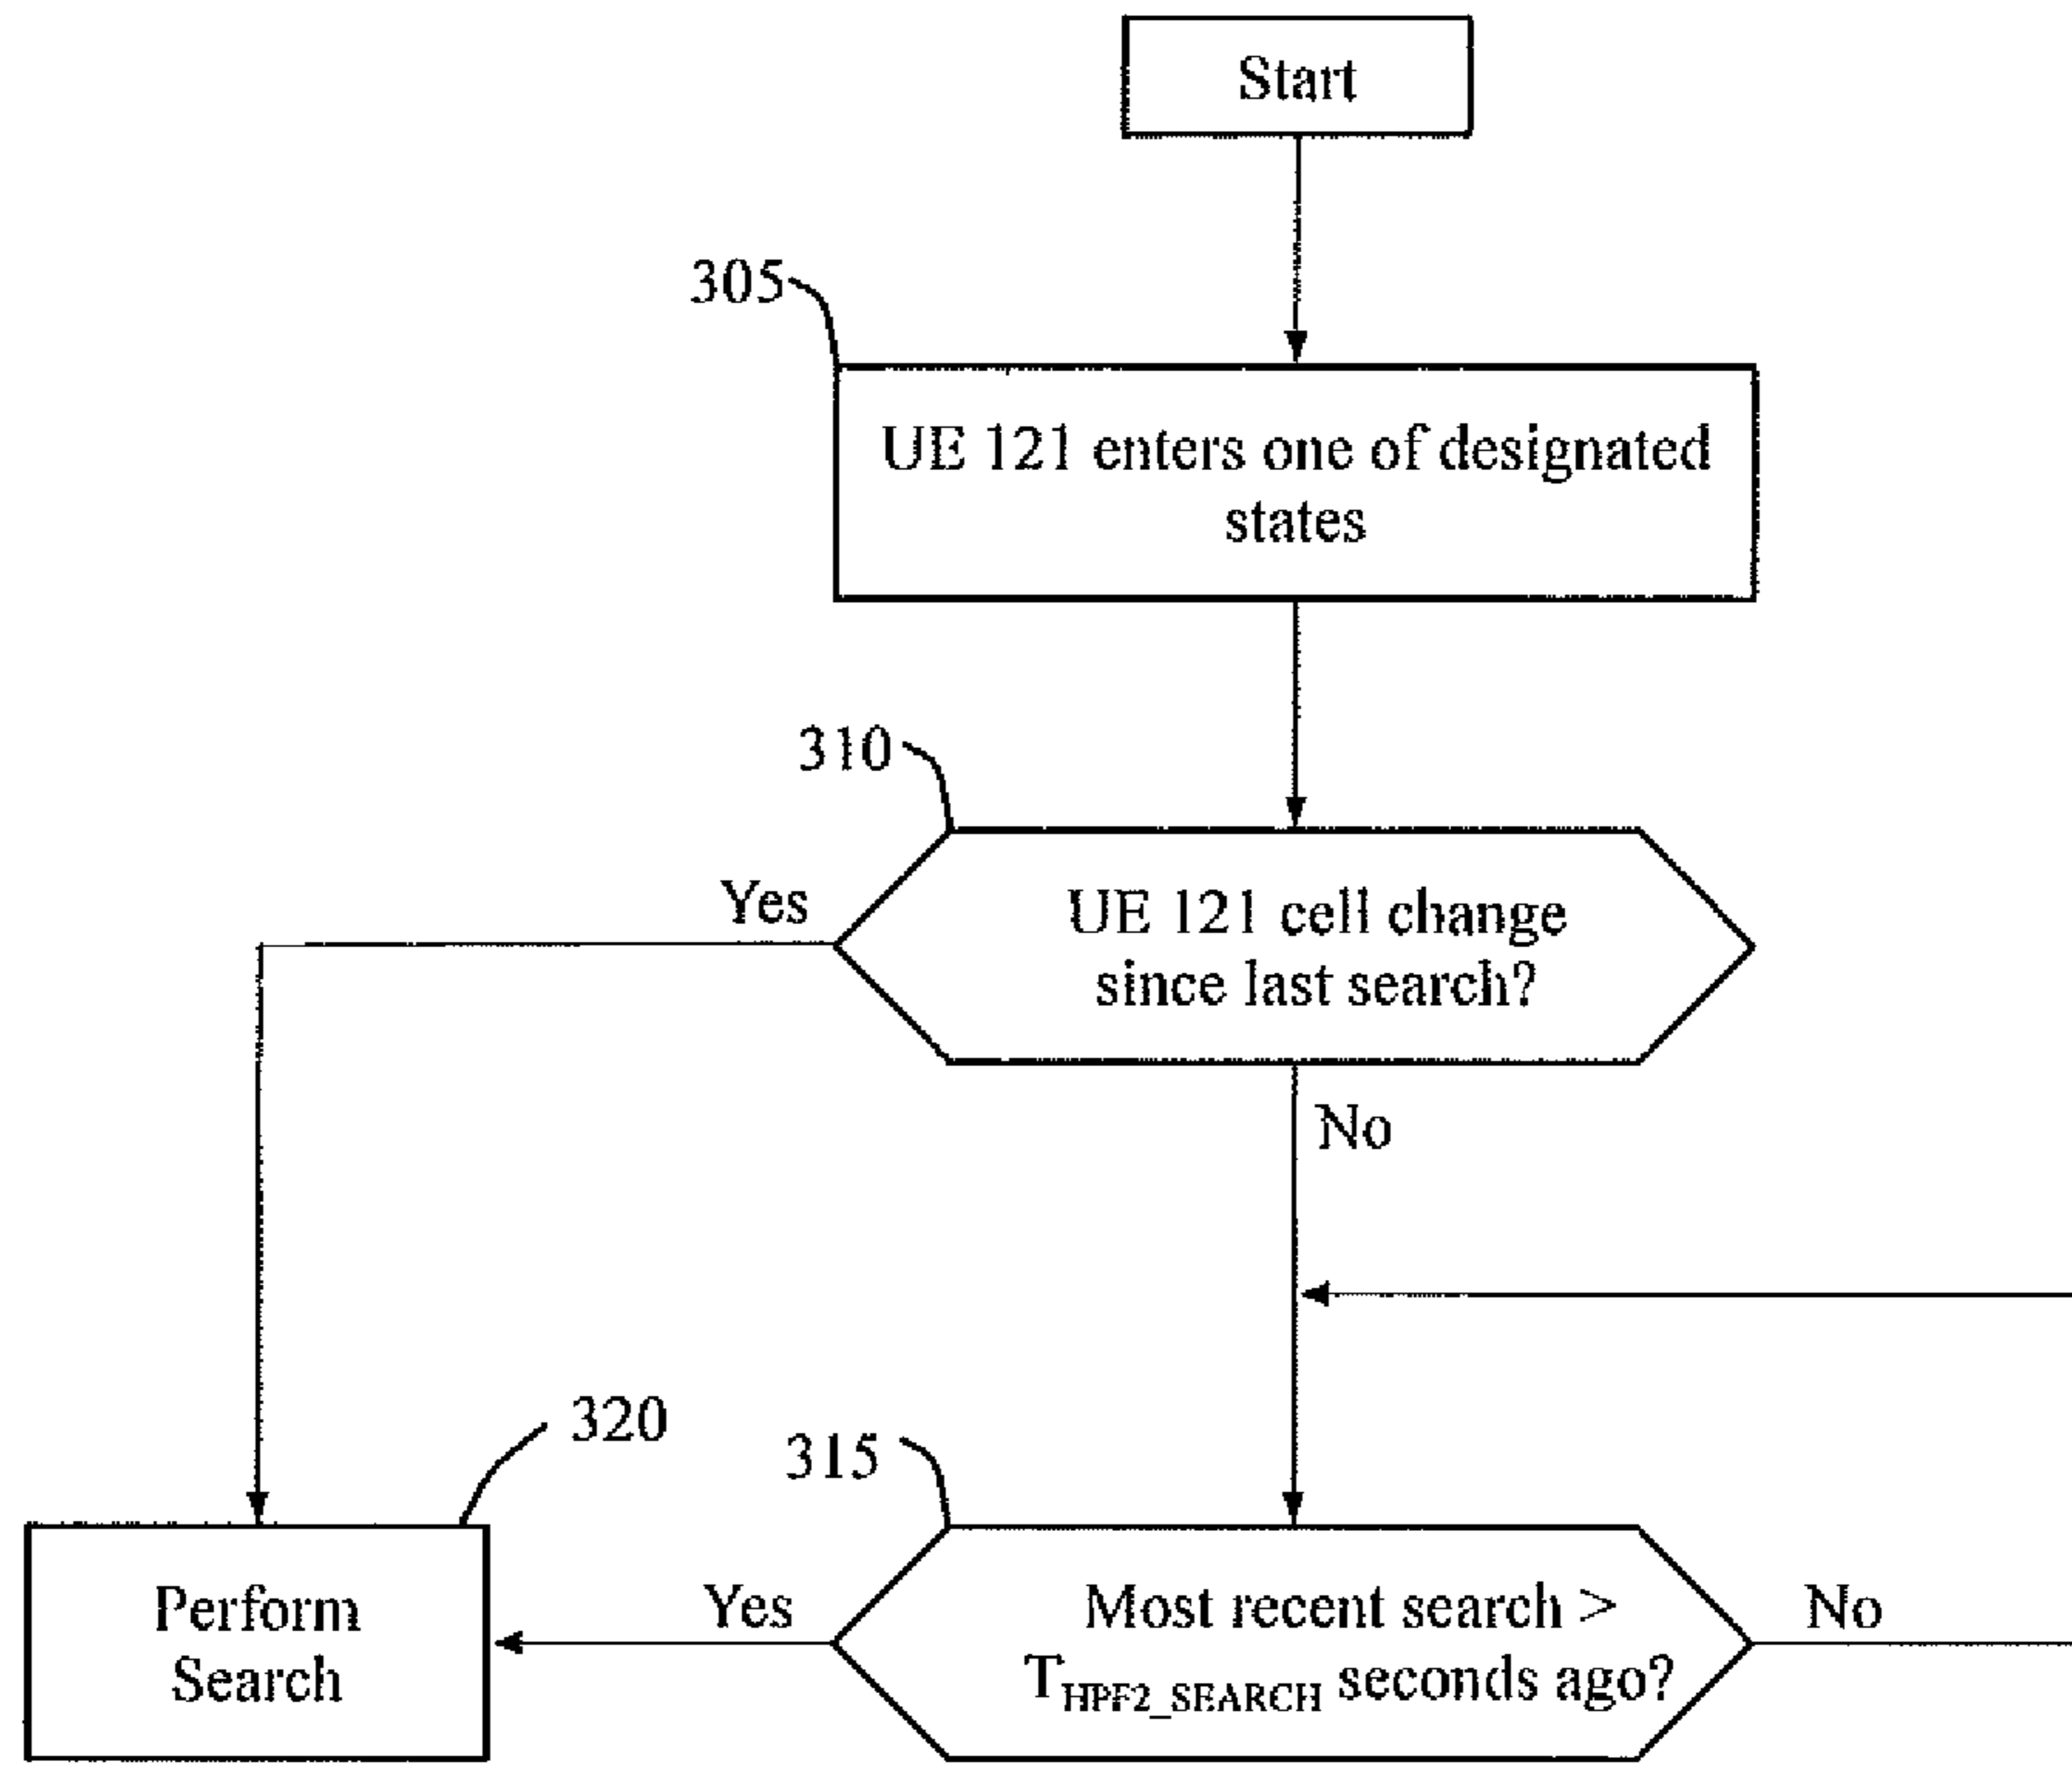 Start
305
UE 121 enters one of designated
states
310
Yes
UE 121 cell change
since last search?
No
320
315
Perform
Search
Yes
Most recent search >
T_HPF2_SEARCH seconds ago?
No